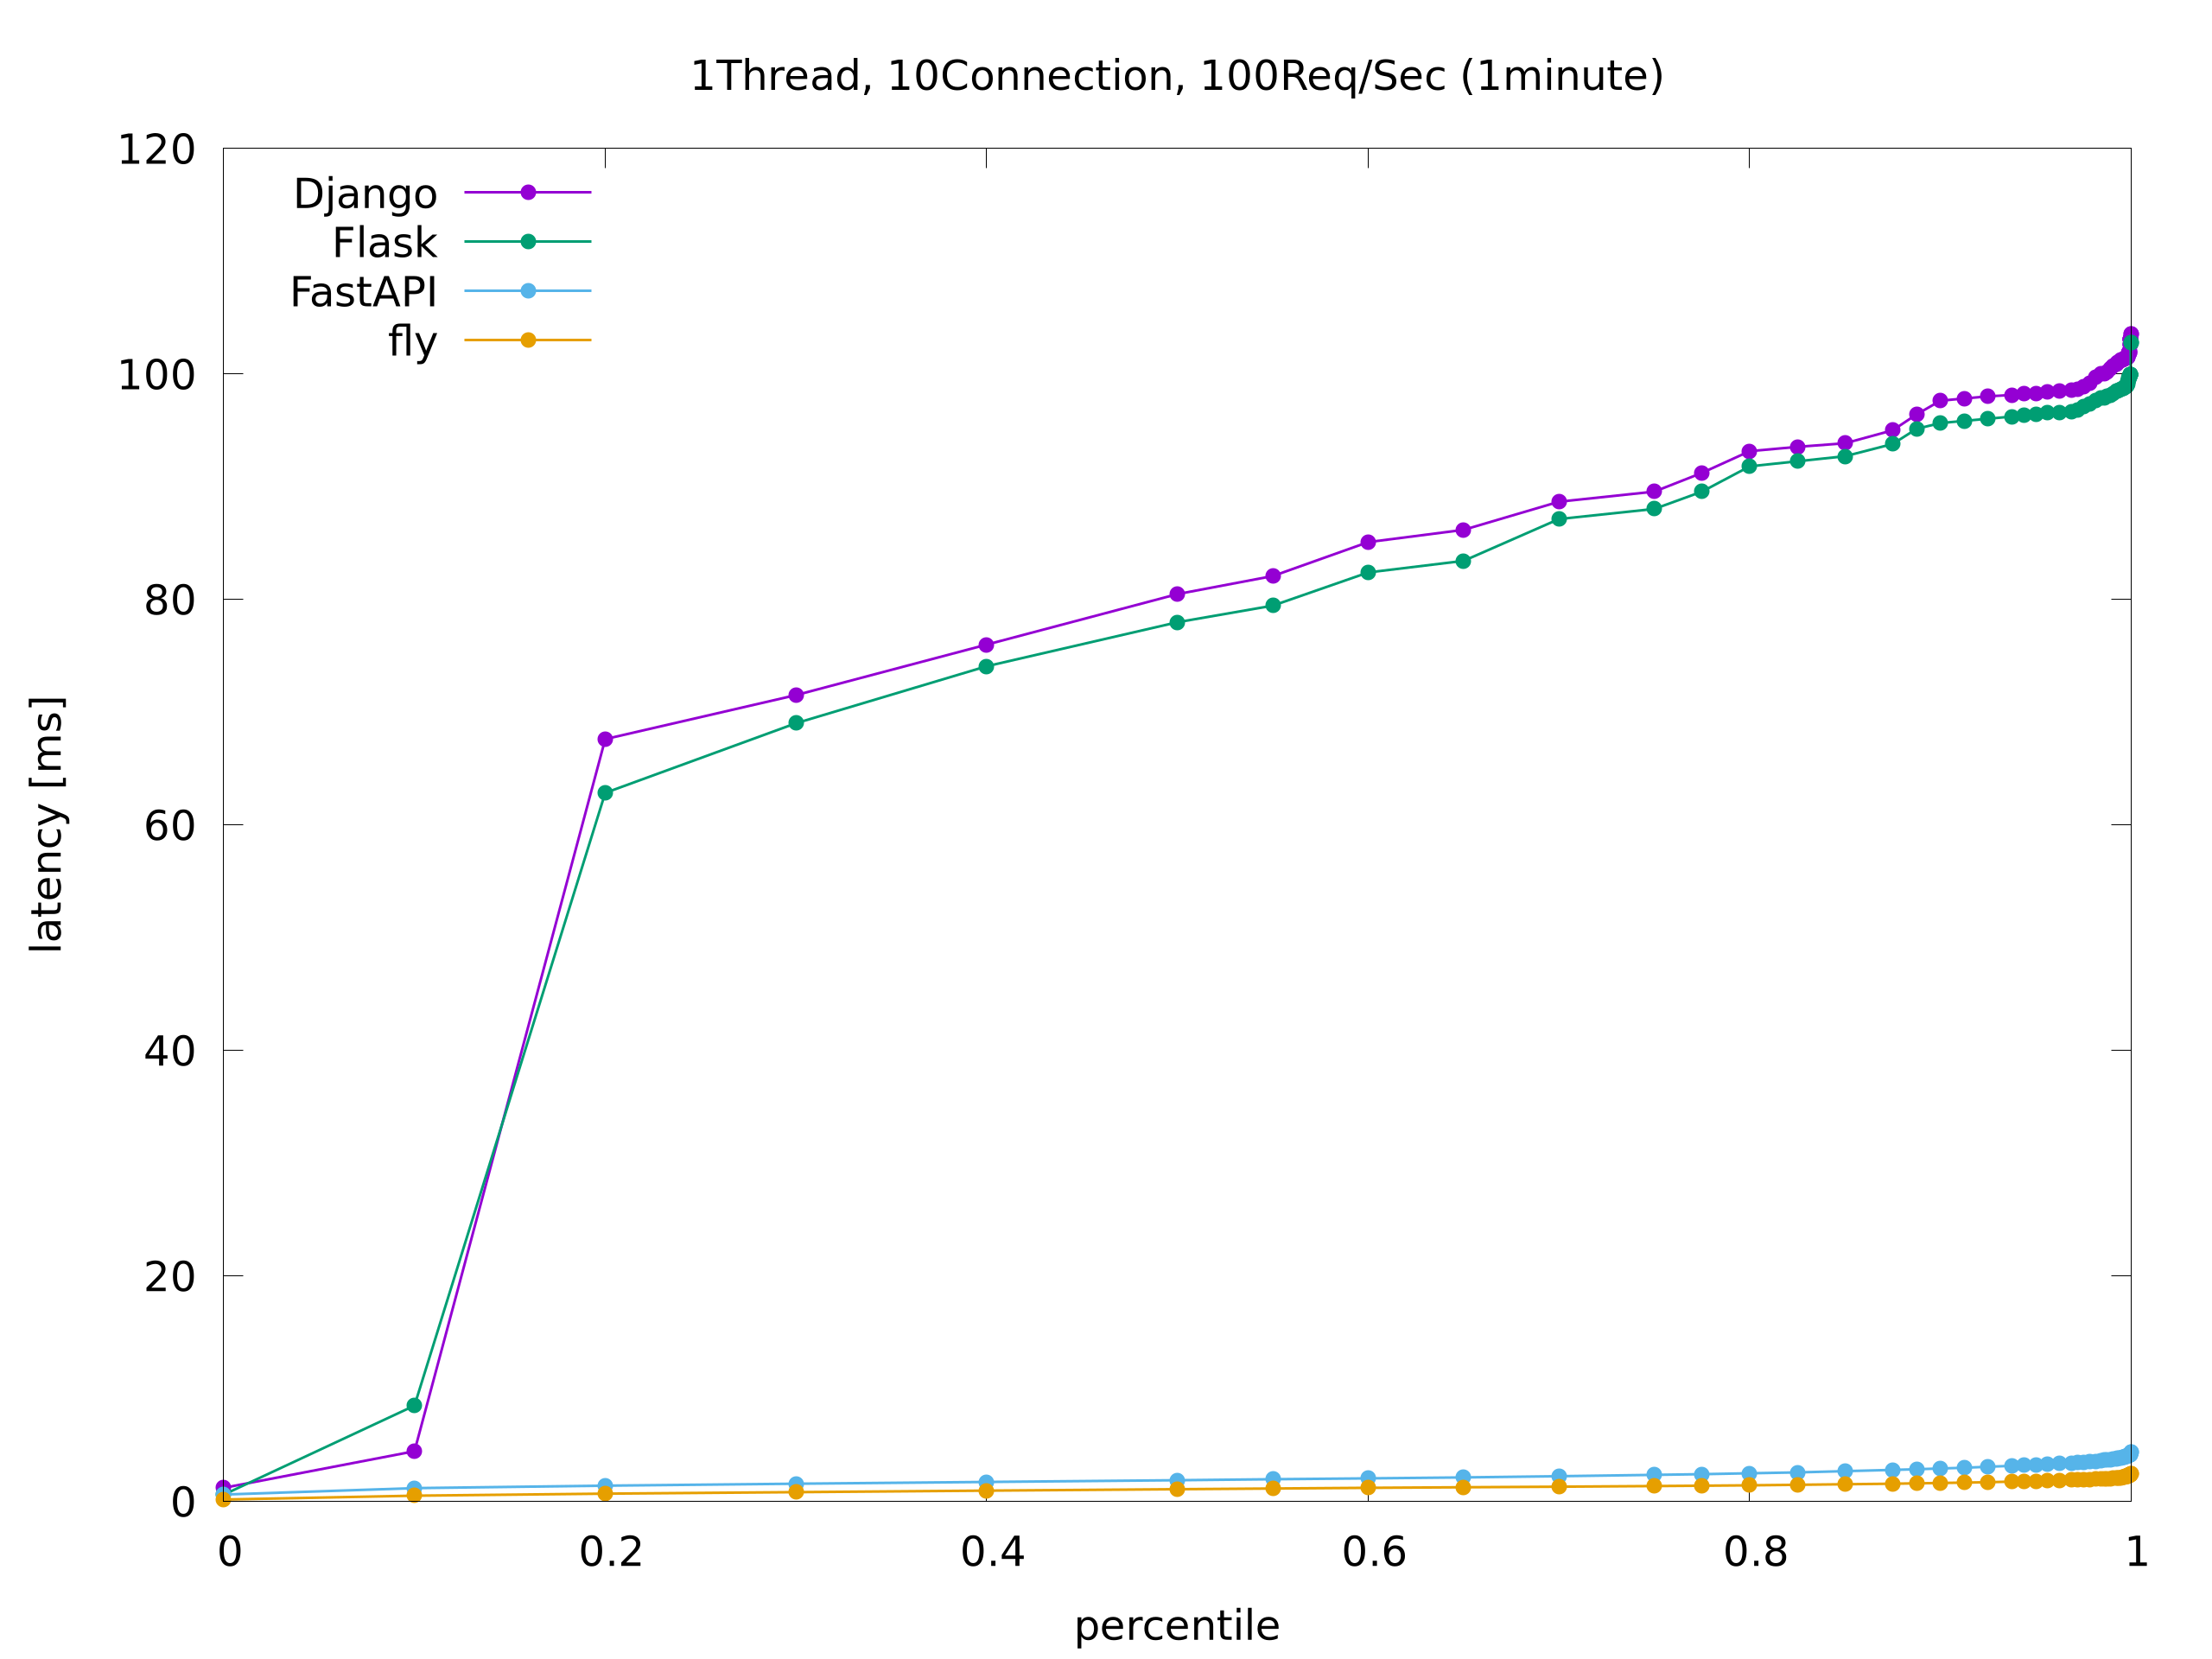 1Thread, 10Connection, 100Req/Sec (1minute)
120
100
80
60
40
20
0
Django
Flask
FastAPI
fly
latency [ms]
0 0.2 0.4 0.6 0.8 1
percentile